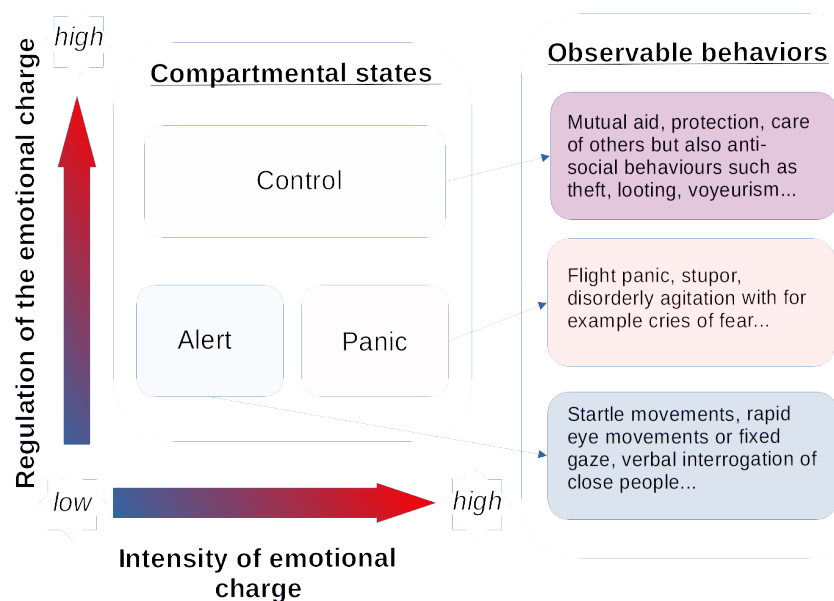 high
Regulation of the emotional charge
Compartmental states
Control
Alert
Panic
low
high
Intensity of emotional
charge
Observable behaviors
Mutual aid, protection, care
of others but also anti-
social behaviours such as
theft, looting, voyeurism...
Flight panic, stupor,
disorderly agitation with for
example cries of fear...
Startle movements, rapid
eye movements or fixed
gaze, verbal interrogation of
close people...